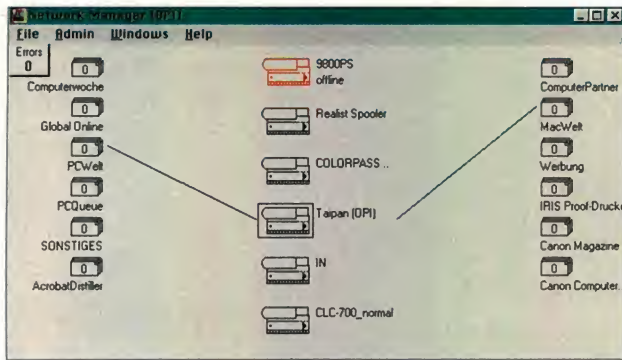 Network Manager (OPI)
File Admin Windows Help
Errors
0
0
Computerwoche
0
Global Online
0
PCWelt
0
PCQueue
0
SONSTIGES
0
AcrobatDistiller
9800PS
offline
Realist Spooler
COLORPASS ..
Taipan (OPI)
IN
CLC-700_normal
0
ComputerPartner
0
MacWelt
0
Werbung
0
IRIS Proof-Drucke
0
Canon Magazine
0
Canon Computer.